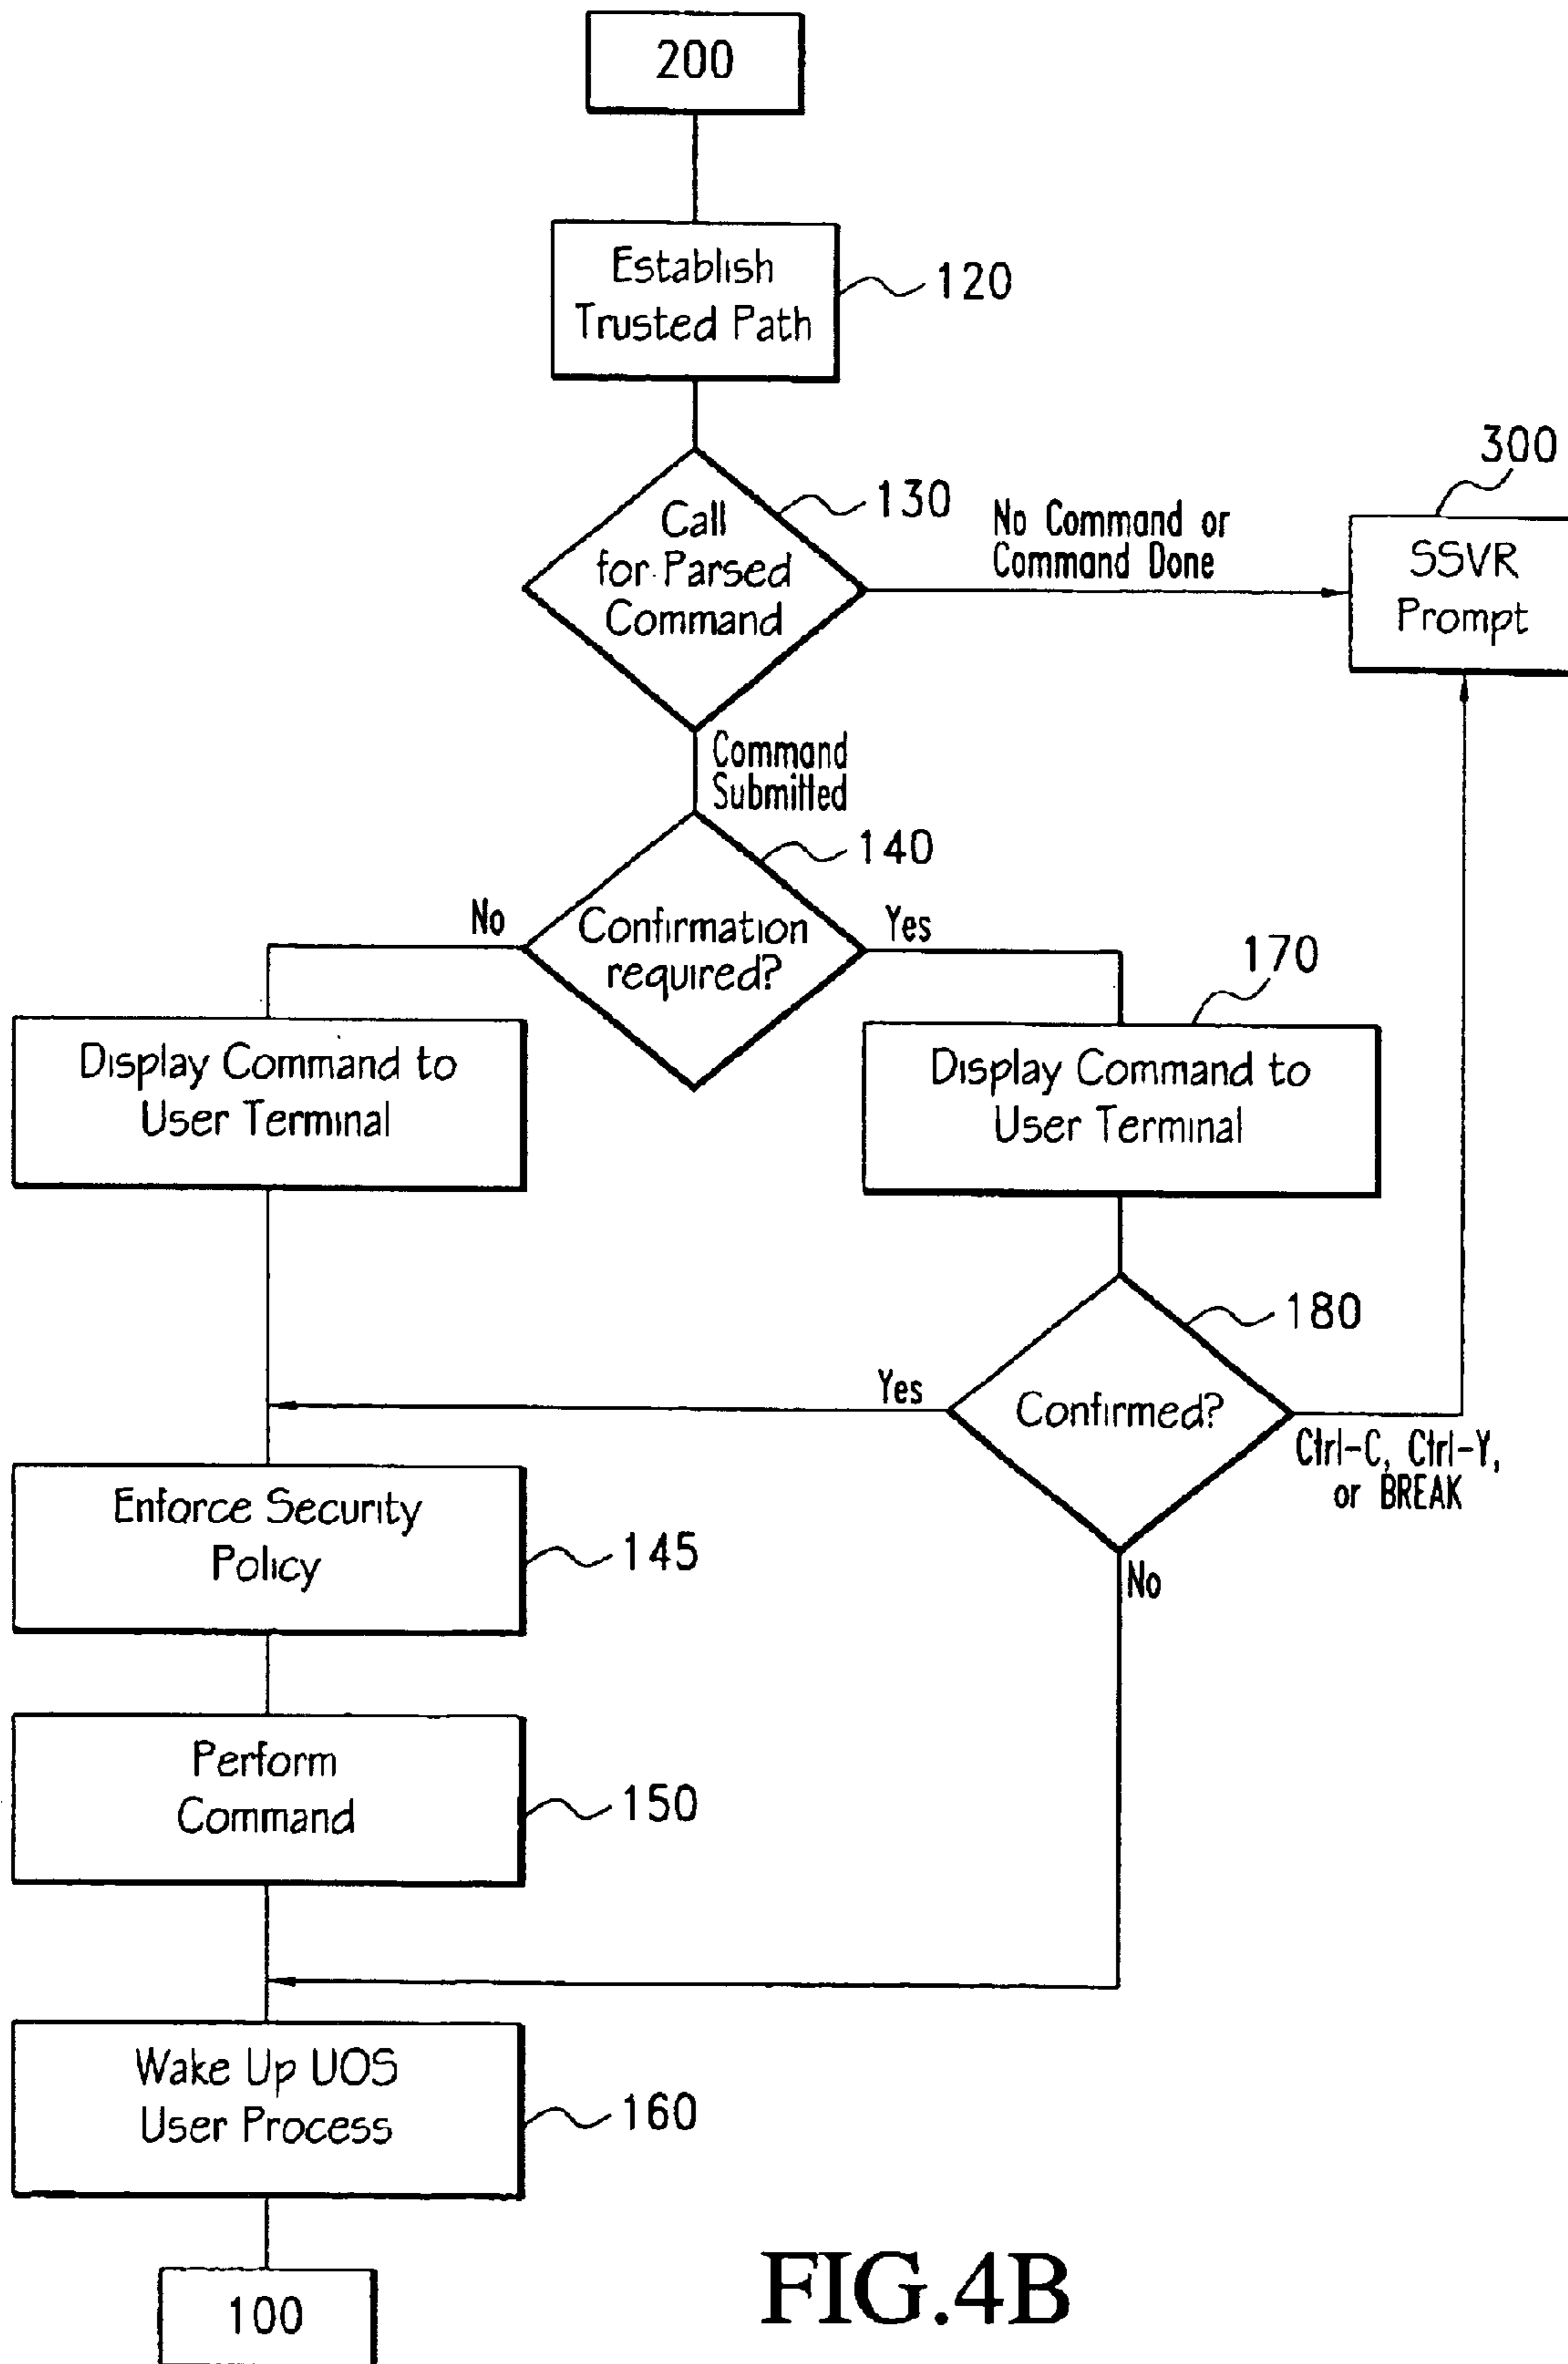 200
Establish
Trusted Path
120
Call
for Parsed
Command
130
No Command or
Command Done
300
SSVR
Prompt
Command
Submitted
140
Confirmation
required?
No
Yes
170
Display Command to
User Terminal
Display Command to
User Terminal
180
Confirmed?
Yes
Ctrl-C, Ctrl-Y,
or BREAK
No
Enforce Security
Policy
145
Perform
Command
150
Wake Up UOS
User Process
160
100
FIG.4B